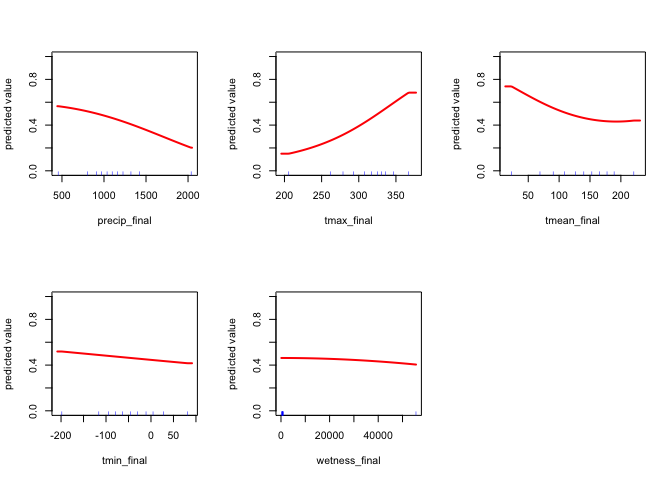 predicted value
0.0 0.4 0.8
500 1000 1500 2000
precip_final
predicted value
0.0 0.4 0.8
200 250 300 350
tmax_final
predicted value
0.0 0.4 0.8
50 100 150 200
tmean_final
predicted value
0.0 0.4 0.8
-200 -100 0 50
tmin_final
predicted value
0.0 0.4 0.8
0 20000 40000
wetness_final